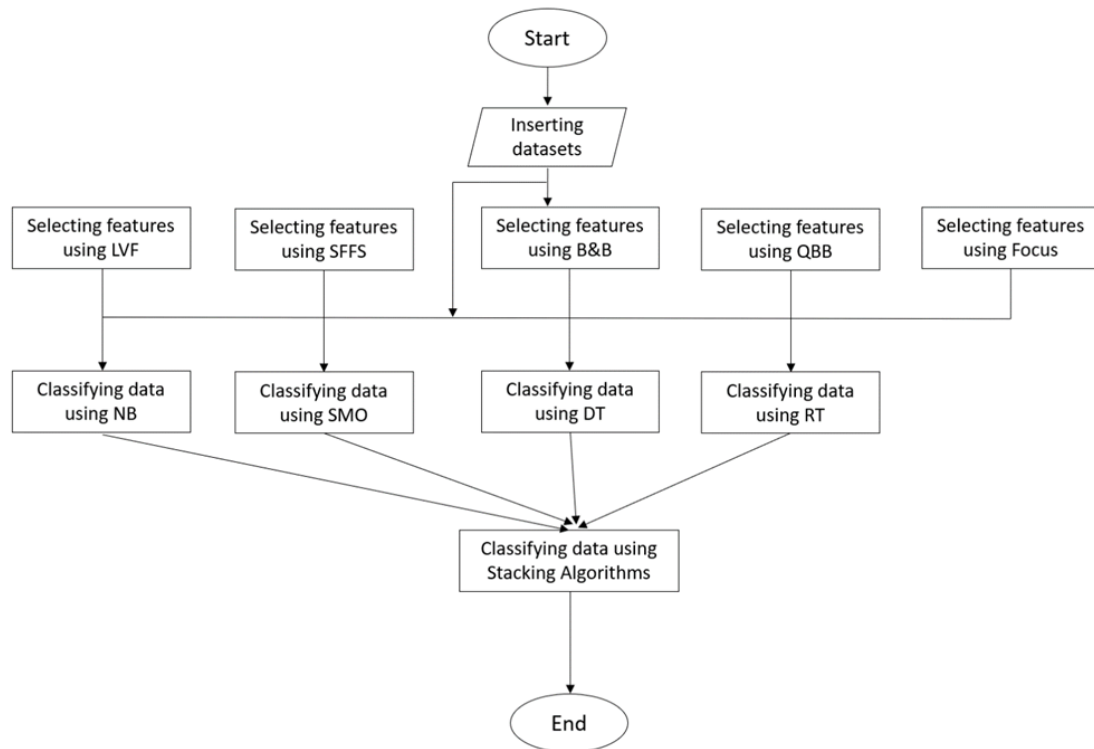 Start
Inserting
datasets
Selecting features
using LVF
Selecting features
using SFFS
Selecting features
using B&B
Selecting features
using QBB
Selecting features
using Focus
Classifying data
using NB
Classifying data
using SMO
Classifying data
using DT
Classifying data
using RT
Classifying data using
Stacking Algorithms
End